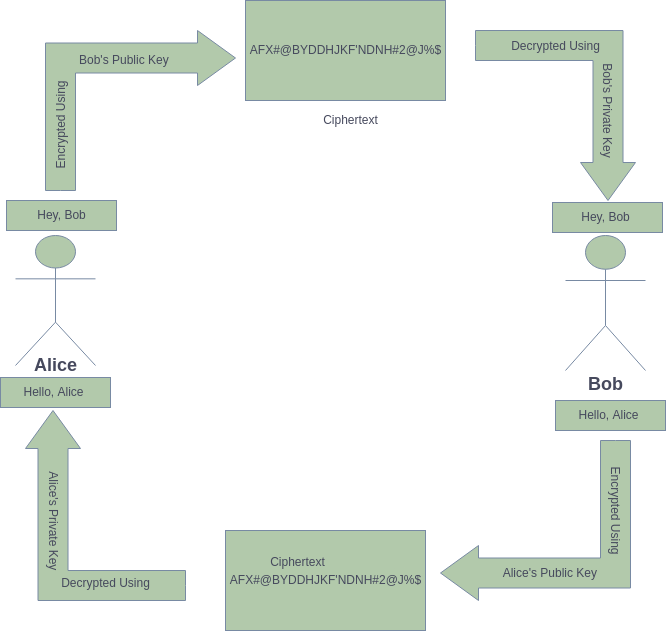 Bob's Public Key
Encrypted Using
AFX#@BYDDHJKF'NDNH#2@J%$
Ciphertext
Decrypted Using
Bob's Private Key
Hey, Bob
Hey, Bob
Alice
Bob
Hello, Alice
Hello, Alice
Encrypted Using
Alice's Public Key
Ciphertext
AFX#@BYDDHJKF'NDNH#2@J%$
Decrypted Using
Alice's Private Key